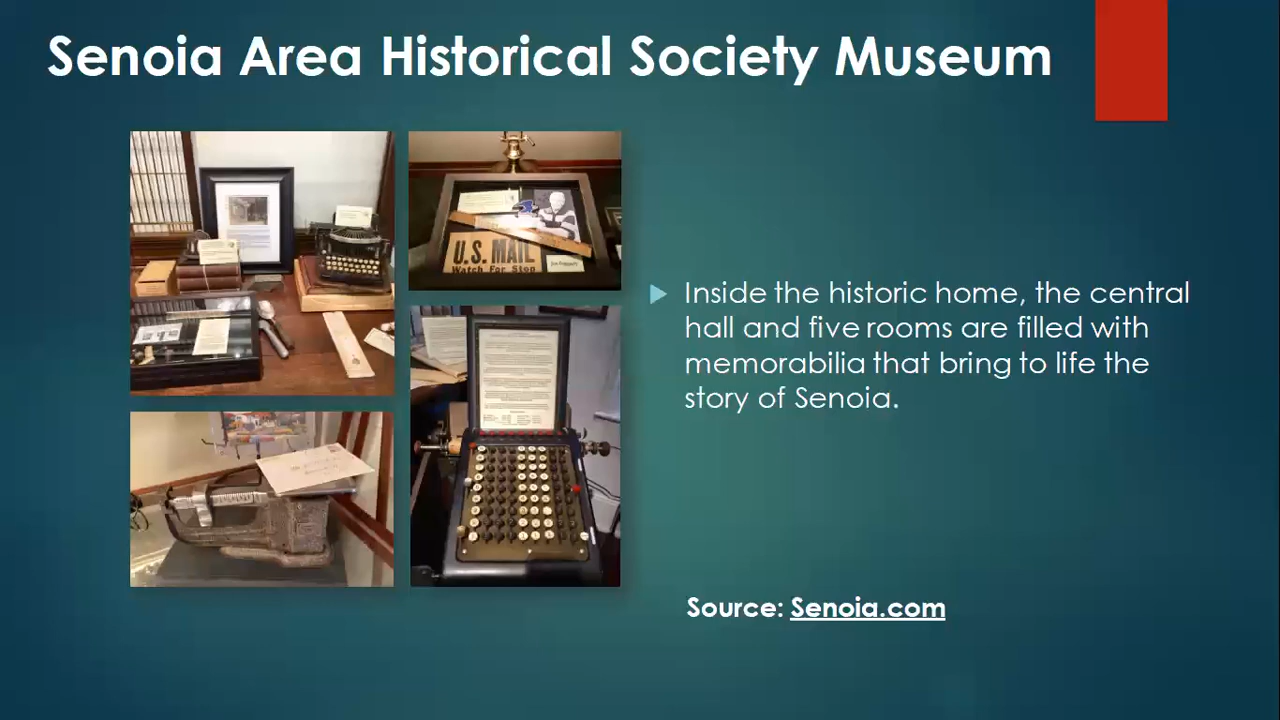 Senoia Area Historical Society Museum
U.S. MAIL
Watch For Stop
Inside the historic home, the central
hall and five rooms are filled with
memorabilia that bring to life the
story of Senoia.
Source: Senoia.com